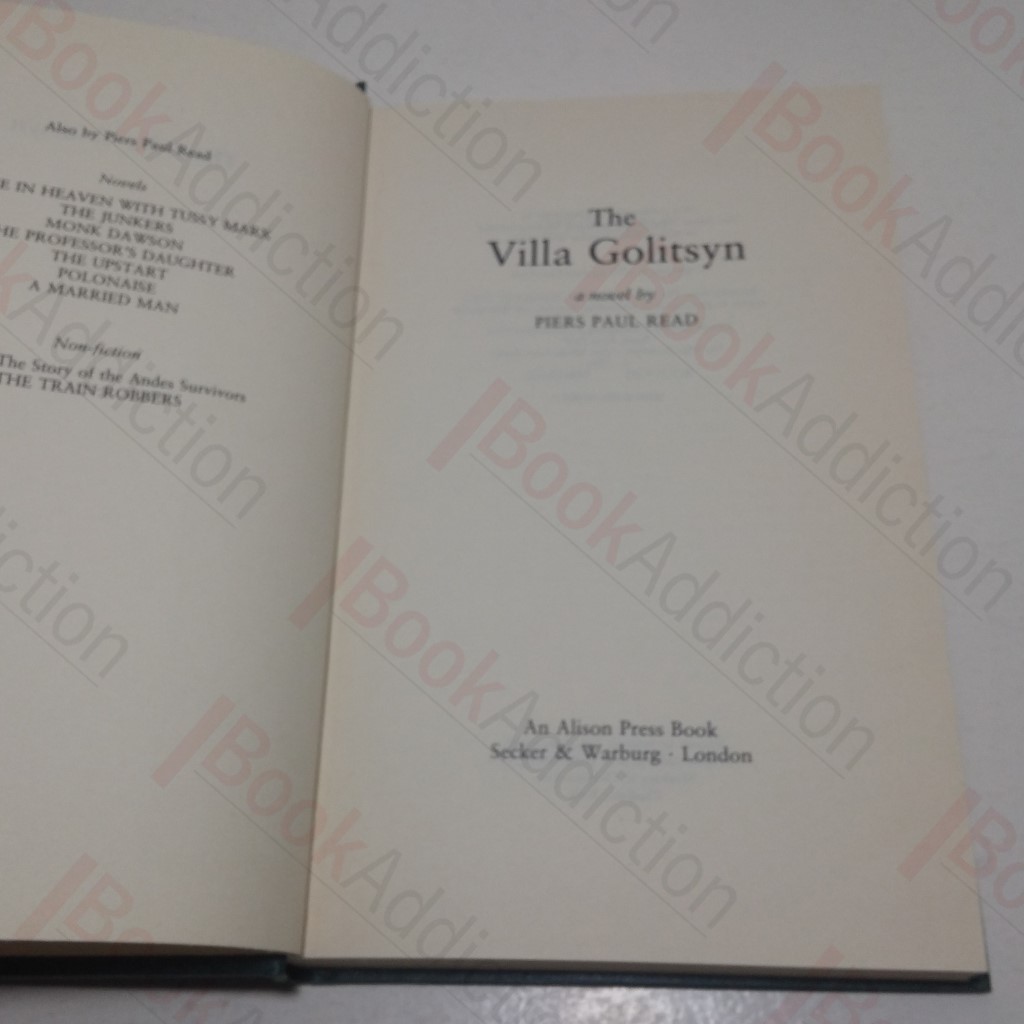 Also by Piers Paul Read
Novels
E IN HEAVEN WITH TUSSY MARX
THE JUNKERS
MONK DAWSON
HE PROFESSOR'S DAUGHTER
THE UPSTART
POLONAISE
A MARRIED MAN
Non-fiction
The Story of the Andes Survivors
THE TRAIN ROBBERS
The
Villa Golitsyn
a novel by
PIERS PAUL READ
An Alison Press Book
Secker & Warburg · London
BookAddiction